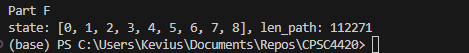 Part F
state: [0, 1, 2, 3, 4, 5, 6, 7, 8], len_path: 112271
(base) PS C:\Users\Kevius\Documents\Repos\CPSC4420>